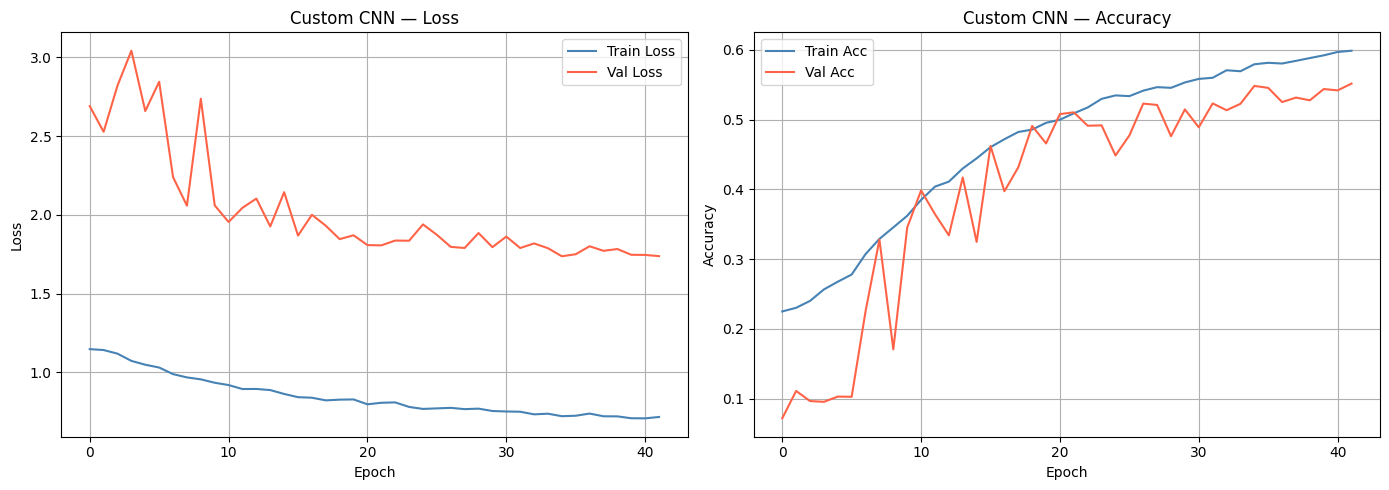 Custom CNN — Loss
3.0
2.5
2.0
1.5
1.0
Loss
0
10
20
30
40
Epoch
Train Loss
Val Loss
Custom CNN — Accuracy
0.6
0.5
0.4
0.3
0.2
0.1
Accuracy
0
10
20
30
40
Epoch
Train Acc
Val Acc